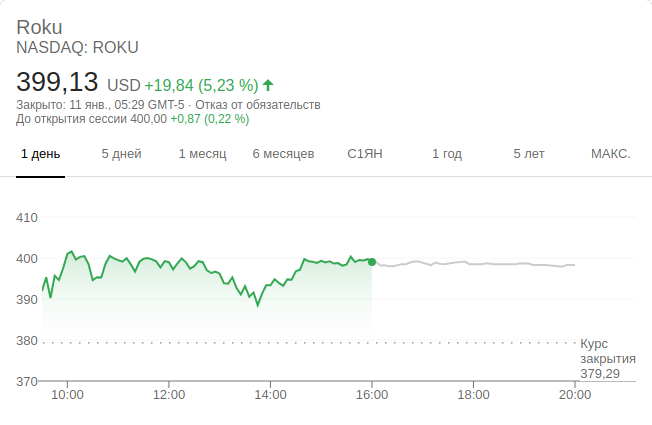 Roku
NASDAQ: ROKU
399,13 USD +19,84 (5,23 %)
Закрыто: 11 янв., 05:29 GMT-5 · Отказ от обязательств
До открытия сессии 400,00 +0,87 (0,22 %)
1 день 5 дней 1 месяц 6 месяцев С1ЯН 1 год 5 лет МАКС.
410
400
390
380
Курс
закрытия
379,29
370
10:00 12:00 14:00 16:00 18:00 20:00